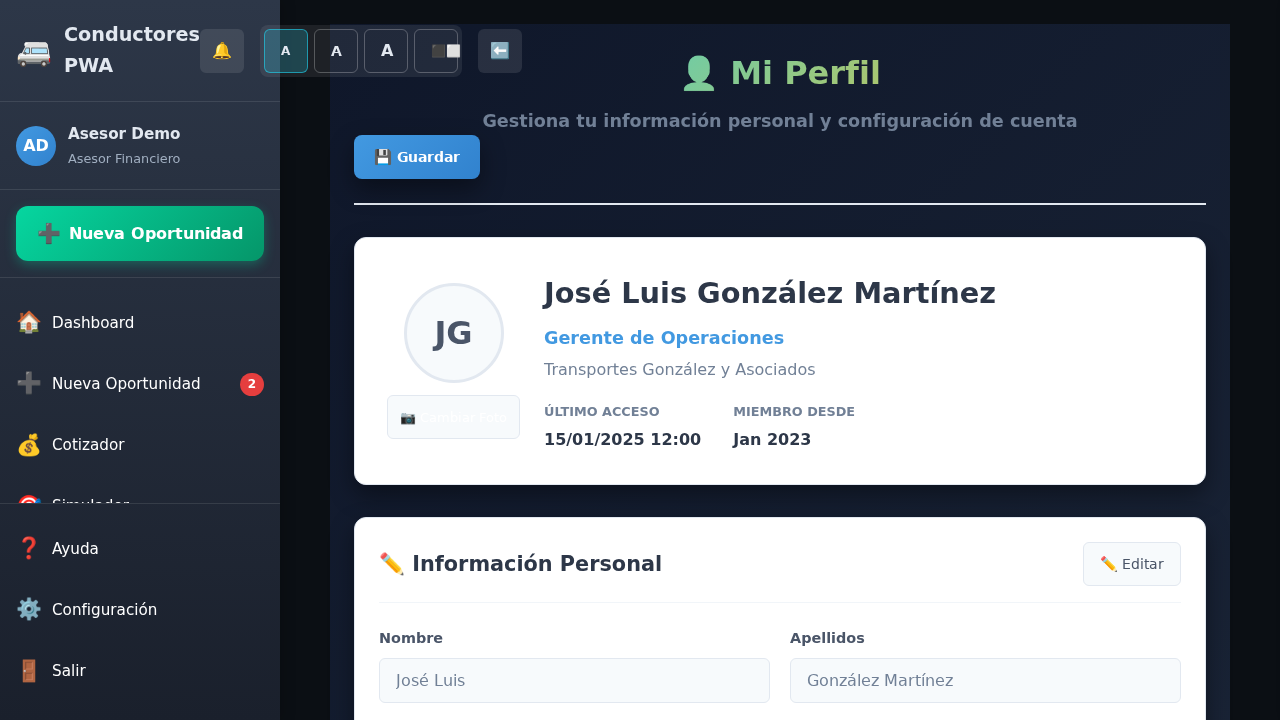 Conductores
PWA
A
A
A
AD
Asesor Demo
Asesor Financiero
Nueva Oportunidad
Dashboard
Nueva Oportunidad
2
Cotizador
Simulador
Ayuda
Configuración
Salir
Mi Perfil
Gestiona tu información personal y configuración de cuenta
Guardar
JG
Cambiar Foto
José Luis González Martínez
Gerente de Operaciones
Transportes González y Asociados
ÚLTIMO ACCESO
15/01/2025 12:00
MIEMBRO DESDE
Jan 2023
Información Personal
Editar
Nombre
José Luis
Apellidos
González Martínez